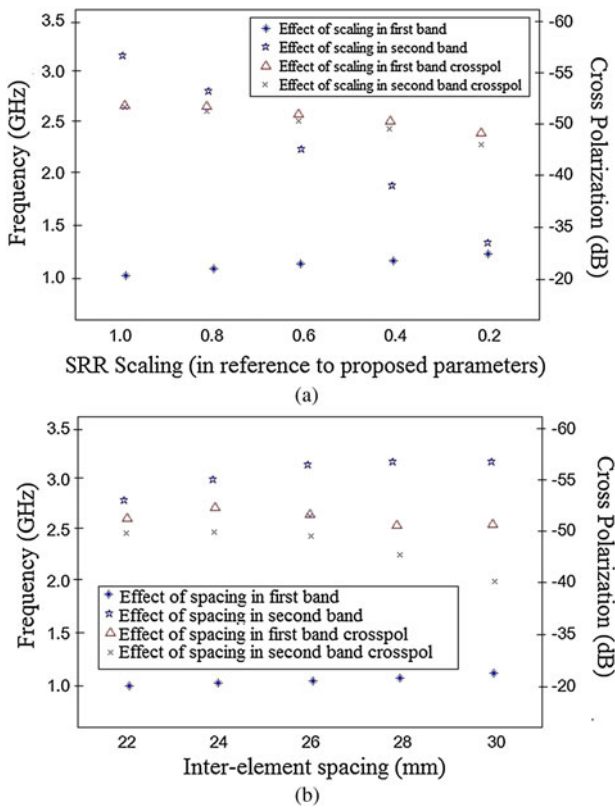 3.5
3.0
2.5
2.0
1.5
1.0
Frequency (GHz)
Effect of scaling in first band
Effect of scaling in second band
Effect of scaling in first band crosspol
Effect of scaling in second band crosspol
-60
-55
-50
-40
-35
-20
Cross Polarization (dB)
1.0 0.8 0.6 0.4 0.2
SRR Scaling (in reference to proposed parameters)
(a)
3.5
3.0
2.5
2.0
1.5
1.0
Frequency (GHz)
Effect of spacing in first band
Effect of spacing in second band
Effect of spacing in first band crosspol
Effect of spacing in second band crosspol
-60
-55
-50
-40
-35
-20
Cross Polarization (dB)
22 24 26 28 30
Inter-element spacing (mm)
(b)